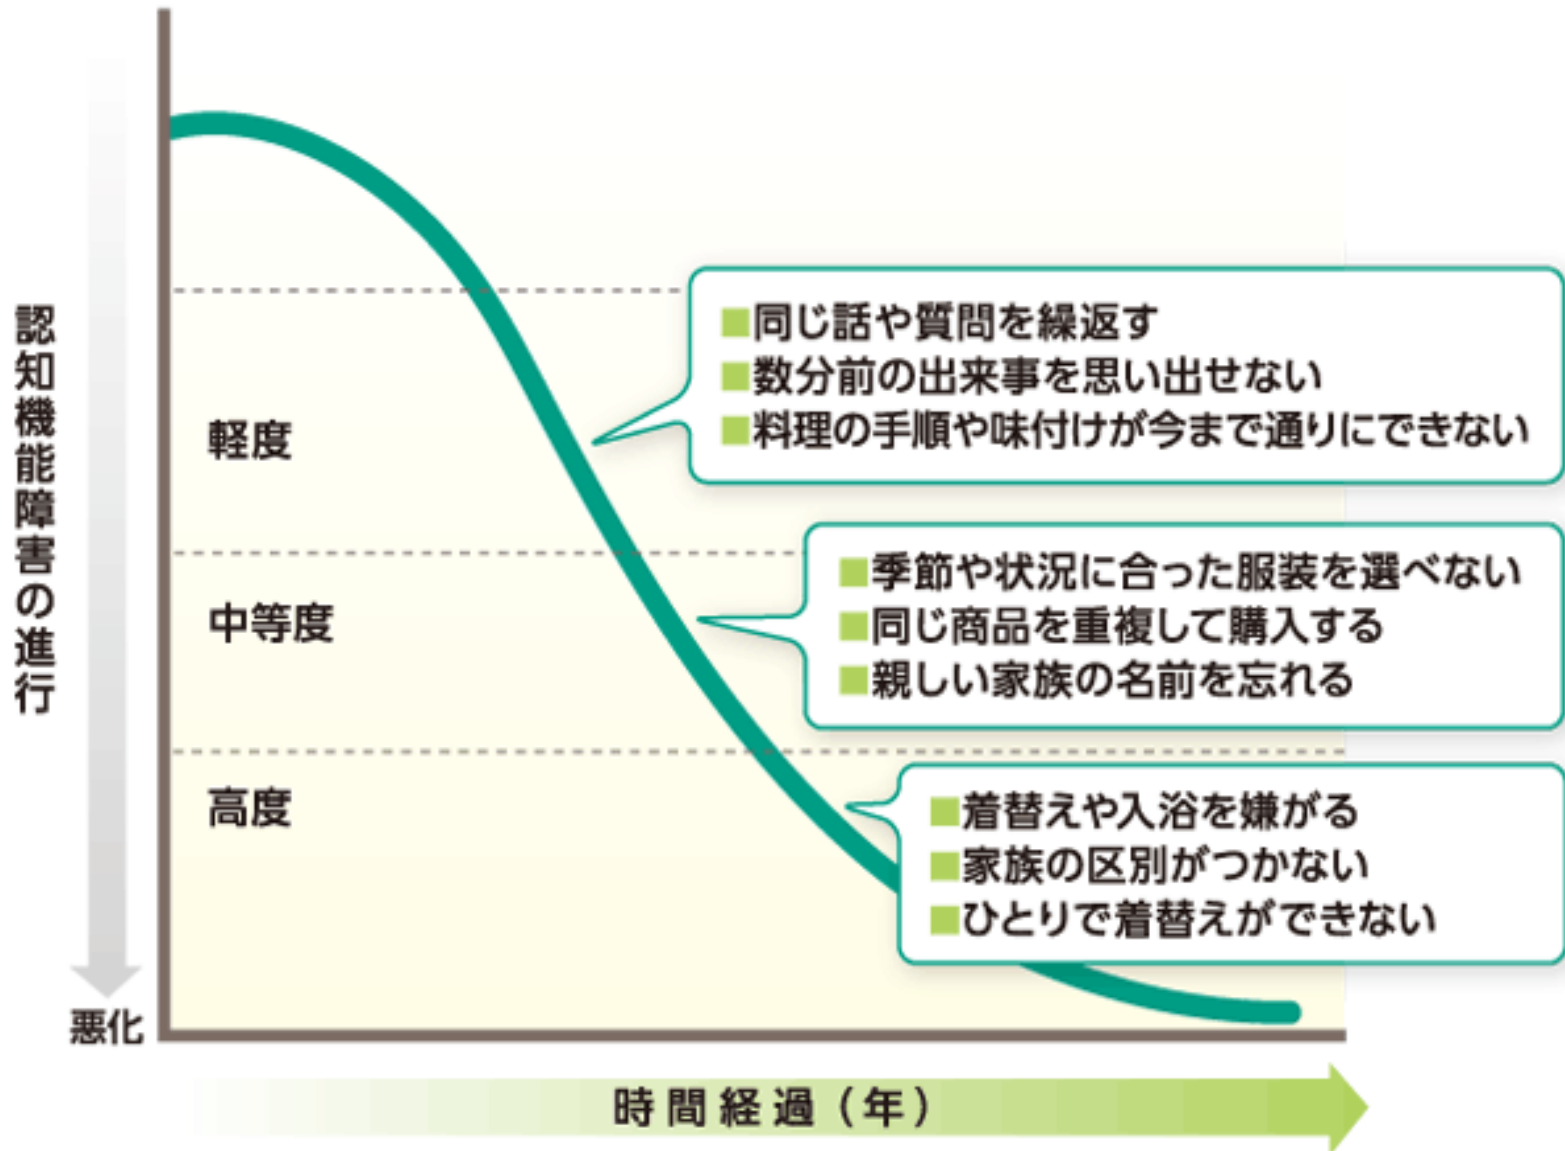 認知機能障害の進行
悪化
軽度
■同じ話や質問を繰返す
■数分前の出来事を思い出せない
■料理の手順や味付けが今まで通りにできない
中等度
■季節や状況に合った服装を選べない
■同じ商品を重複して購入する
■親しい家族の名前を忘れる
高度
■着替えや入浴を嫌がる
■家族の区別がつかない
■ひとりで着替えができない
時間経過（年）